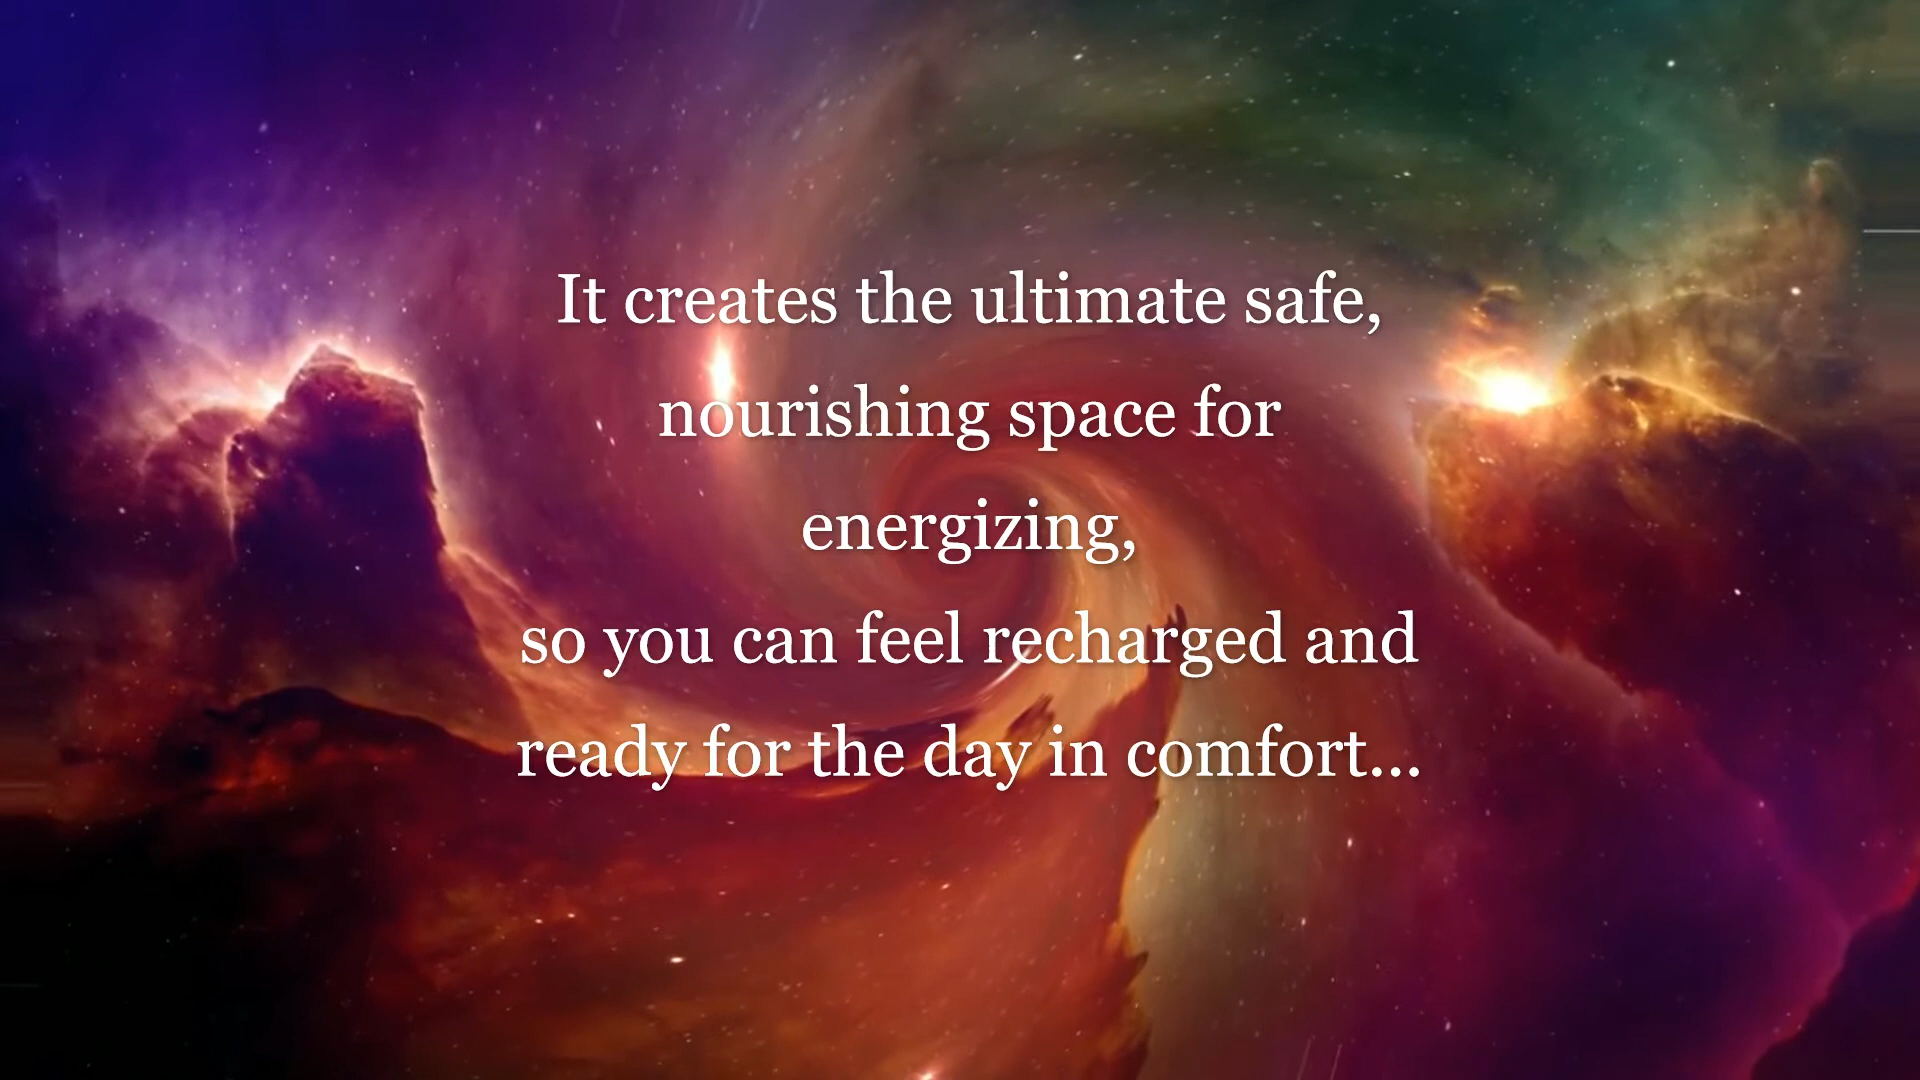 It creates the ultimate safe,
nourishing space for
energizing,
so you can feel recharged and
ready for the day in comfort...